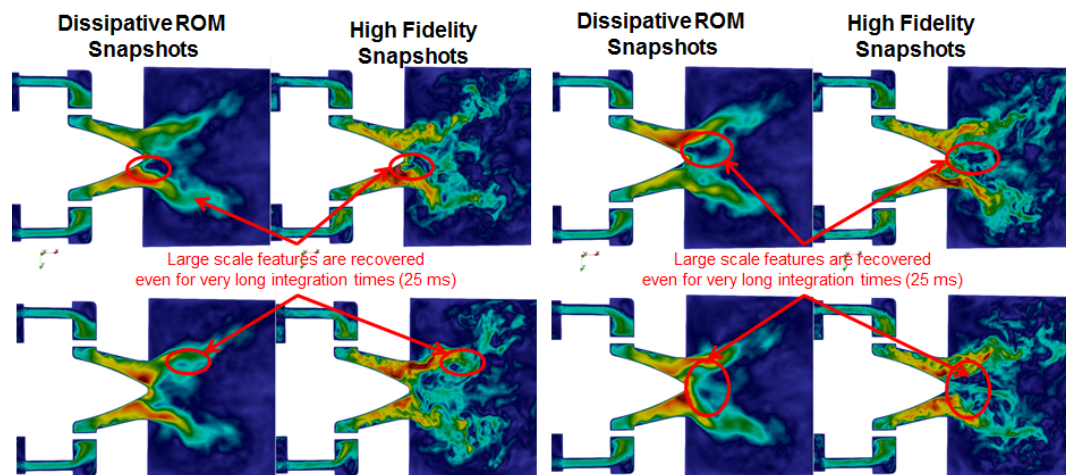 Dissipative ROM
Snapshots
High Fidelity
Snapshots
Dissipative ROM
Snapshots
High Fidelity
Snapshots
Large scale features are recovered
even for very long integration times (25 ms)
Large scale features are recovered
even for very long integration times (25 ms)